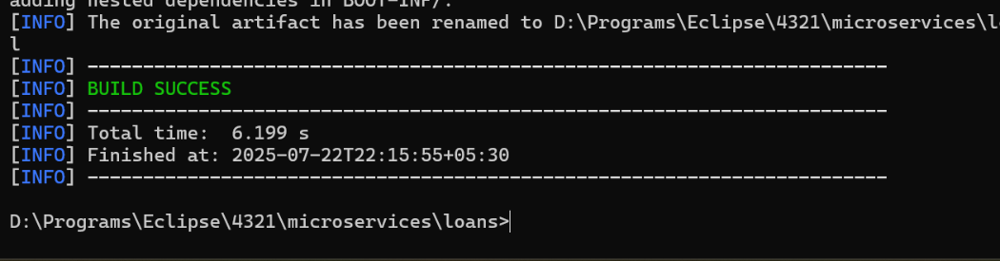 adding nested dependencies in BOOT-INF/.
[INFO] The original artifact has been renamed to D:\Programs\Eclipse\4321\microservices\l
l
[INFO] ------------------------------------------------------------------------
[INFO] BUILD SUCCESS
[INFO] ------------------------------------------------------------------------
[INFO] Total time:  6.199 s
[INFO] Finished at: 2025-07-22T22:15:55+05:30
[INFO] ------------------------------------------------------------------------
D:\Programs\Eclipse\4321\microservices\loans>